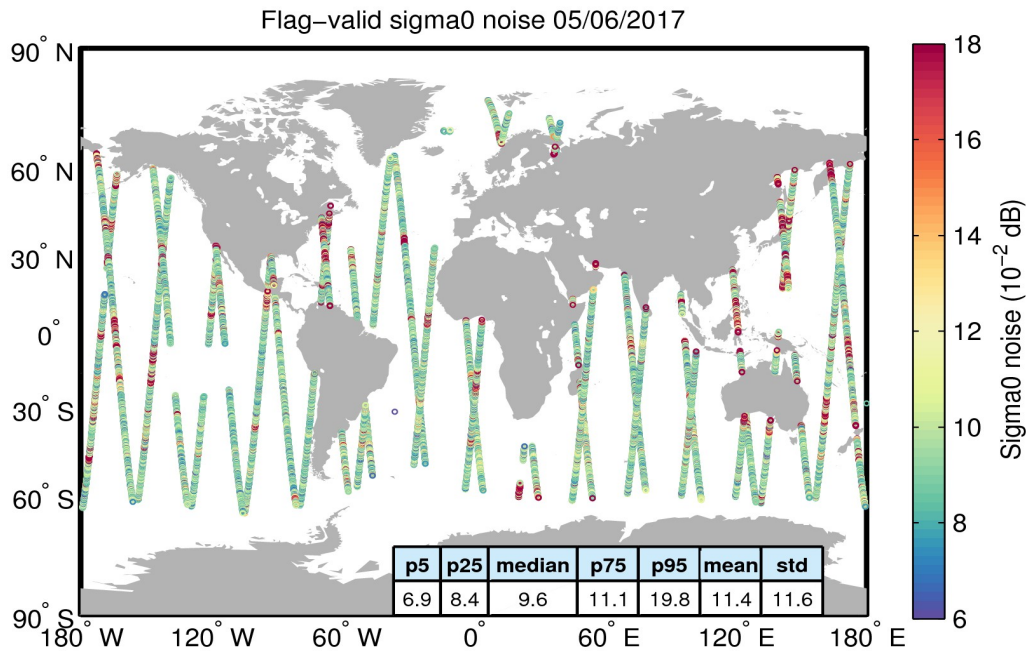 Flag−valid sigma0 noise 05/06/2017
90° N
60° N
30° N
0°
30° S
60° S
90° S
180° W 120° W 60° W 0° 60° E 120° E 180° E
p5 p25 median p75 p95 mean std
6.9 8.4 9.6 11.1 19.8 11.4 11.6
18
16
14
12
10
8
6
Sigma0 noise (10⁻² dB)